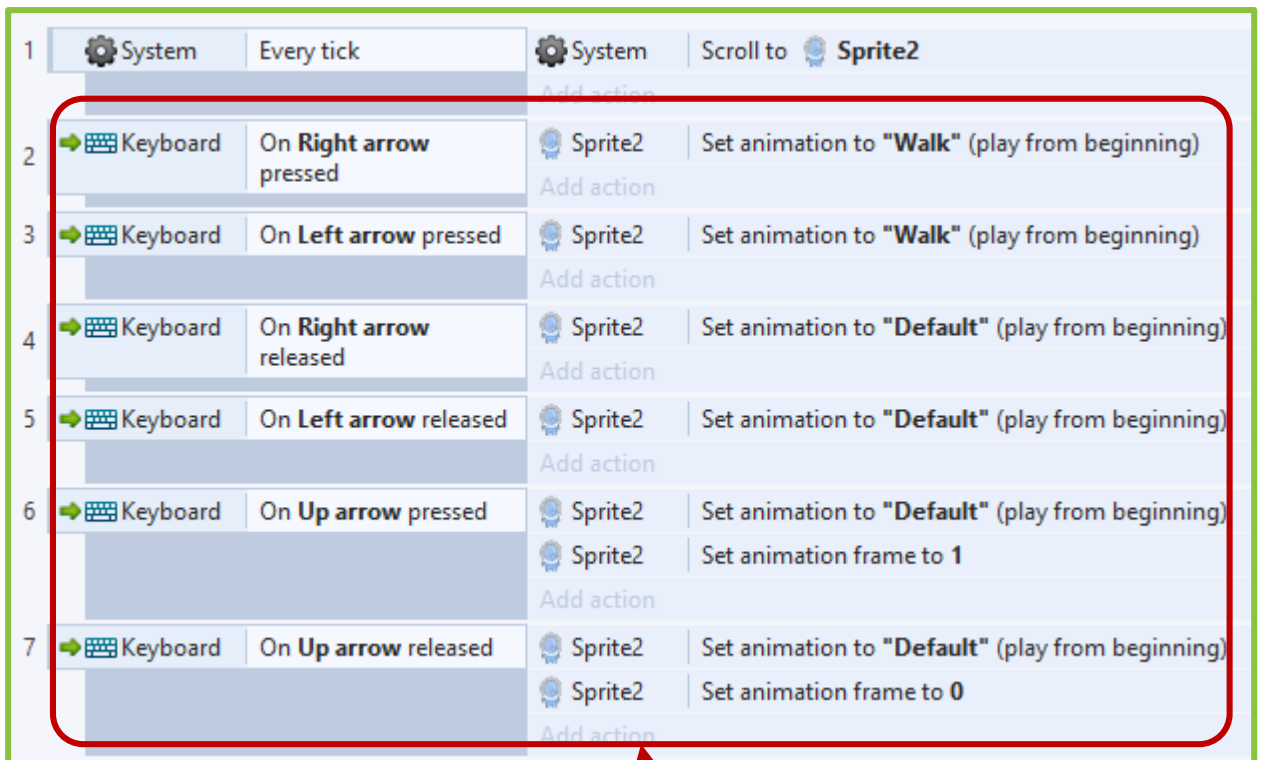 1 System Every tick System Scroll to Sprite2
Add action
2 Keyboard On Right arrow pressed Sprite2 Set animation to "Walk" (play from beginning)
Add action
3 Keyboard On Left arrow pressed Sprite2 Set animation to "Walk" (play from beginning)
Add action
4 Keyboard On Right arrow released Sprite2 Set animation to "Default" (play from beginning)
Add action
5 Keyboard On Left arrow released Sprite2 Set animation to "Default" (play from beginning)
Add action
6 Keyboard On Up arrow pressed Sprite2 Set animation to "Default" (play from beginning)
Sprite2 Set animation frame to 1
Add action
7 Keyboard On Up arrow released Sprite2 Set animation to "Default" (play from beginning)
Sprite2 Set animation frame to 0
Add action